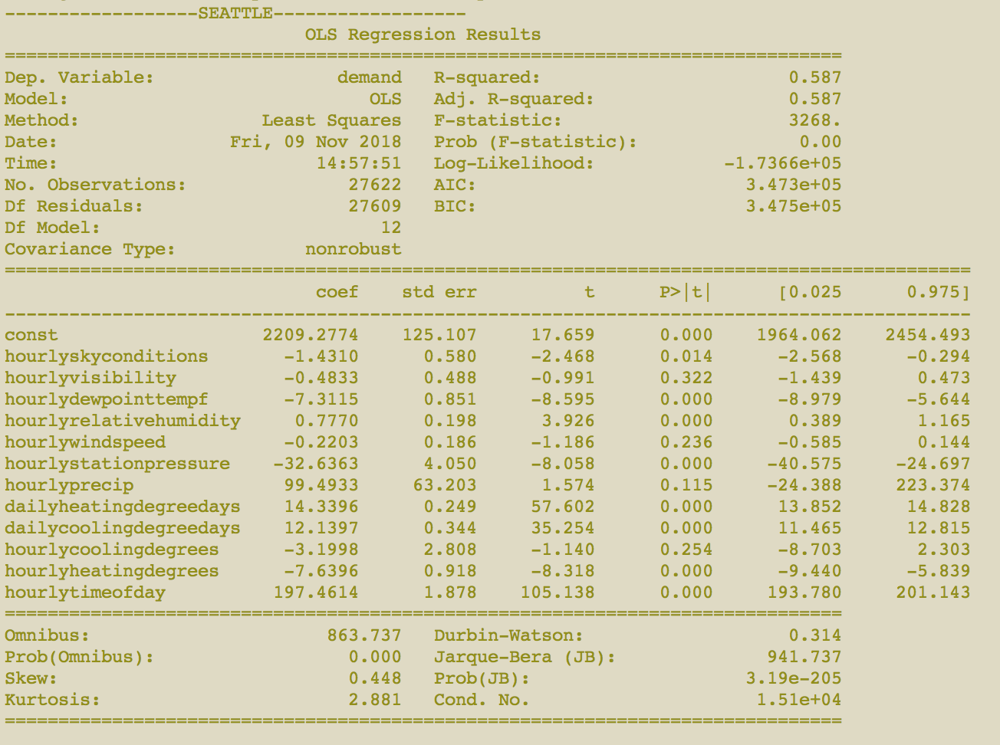 ------------------SEATTLE------------------
OLS Regression Results
==============================================================================
Dep. Variable: demand R-squared: 0.587
Model: OLS Adj. R-squared: 0.587
Method: Least Squares F-statistic: 3268.
Date: Fri, 09 Nov 2018 Prob (F-statistic): 0.00
Time: 14:57:51 Log-Likelihood: -1.7366e+05
No. Observations: 27622 AIC: 3.473e+05
Df Residuals: 27609 BIC: 3.475e+05
Df Model: 12
Covariance Type: nonrobust
==========================================================================================
coef std err t P>|t| [0.025 0.975]
------------------------------------------------------------------------------------------
const 2209.2774 125.107 17.659 0.000 1964.062 2454.493
hourlyskyconditions -1.4310 0.580 -2.468 0.014 -2.568 -0.294
hourlyvisibility -0.4833 0.488 -0.991 0.322 -1.439 0.473
hourlydewpointtempf -7.3115 0.851 -8.595 0.000 -8.979 -5.644
hourlyrelativehumidity 0.7770 0.198 3.926 0.000 0.389 1.165
hourlywindspeed -0.2203 0.186 -1.186 0.236 -0.585 0.144
hourlystationpressure -32.6363 4.050 -8.058 0.000 -40.575 -24.697
hourlyprecip 99.4933 63.203 1.574 0.115 -24.388 223.374
dailyheatingdegreedays 14.3396 0.249 57.602 0.000 13.852 14.828
dailycoolingdegreedays 12.1397 0.344 35.254 0.000 11.465 12.815
hourlycoolingdegrees -3.1998 2.808 -1.140 0.254 -8.703 2.303
hourlyheatingdegrees -7.6396 0.918 -8.318 0.000 -9.440 -5.839
hourlytimeofday 197.4614 1.878 105.138 0.000 193.780 201.143
==============================================================================
Omnibus: 863.737 Durbin-Watson: 0.314
Prob(Omnibus): 0.000 Jarque-Bera (JB): 941.737
Skew: 0.448 Prob(JB): 3.19e-205
Kurtosis: 2.881 Cond. No. 1.51e+04
==============================================================================